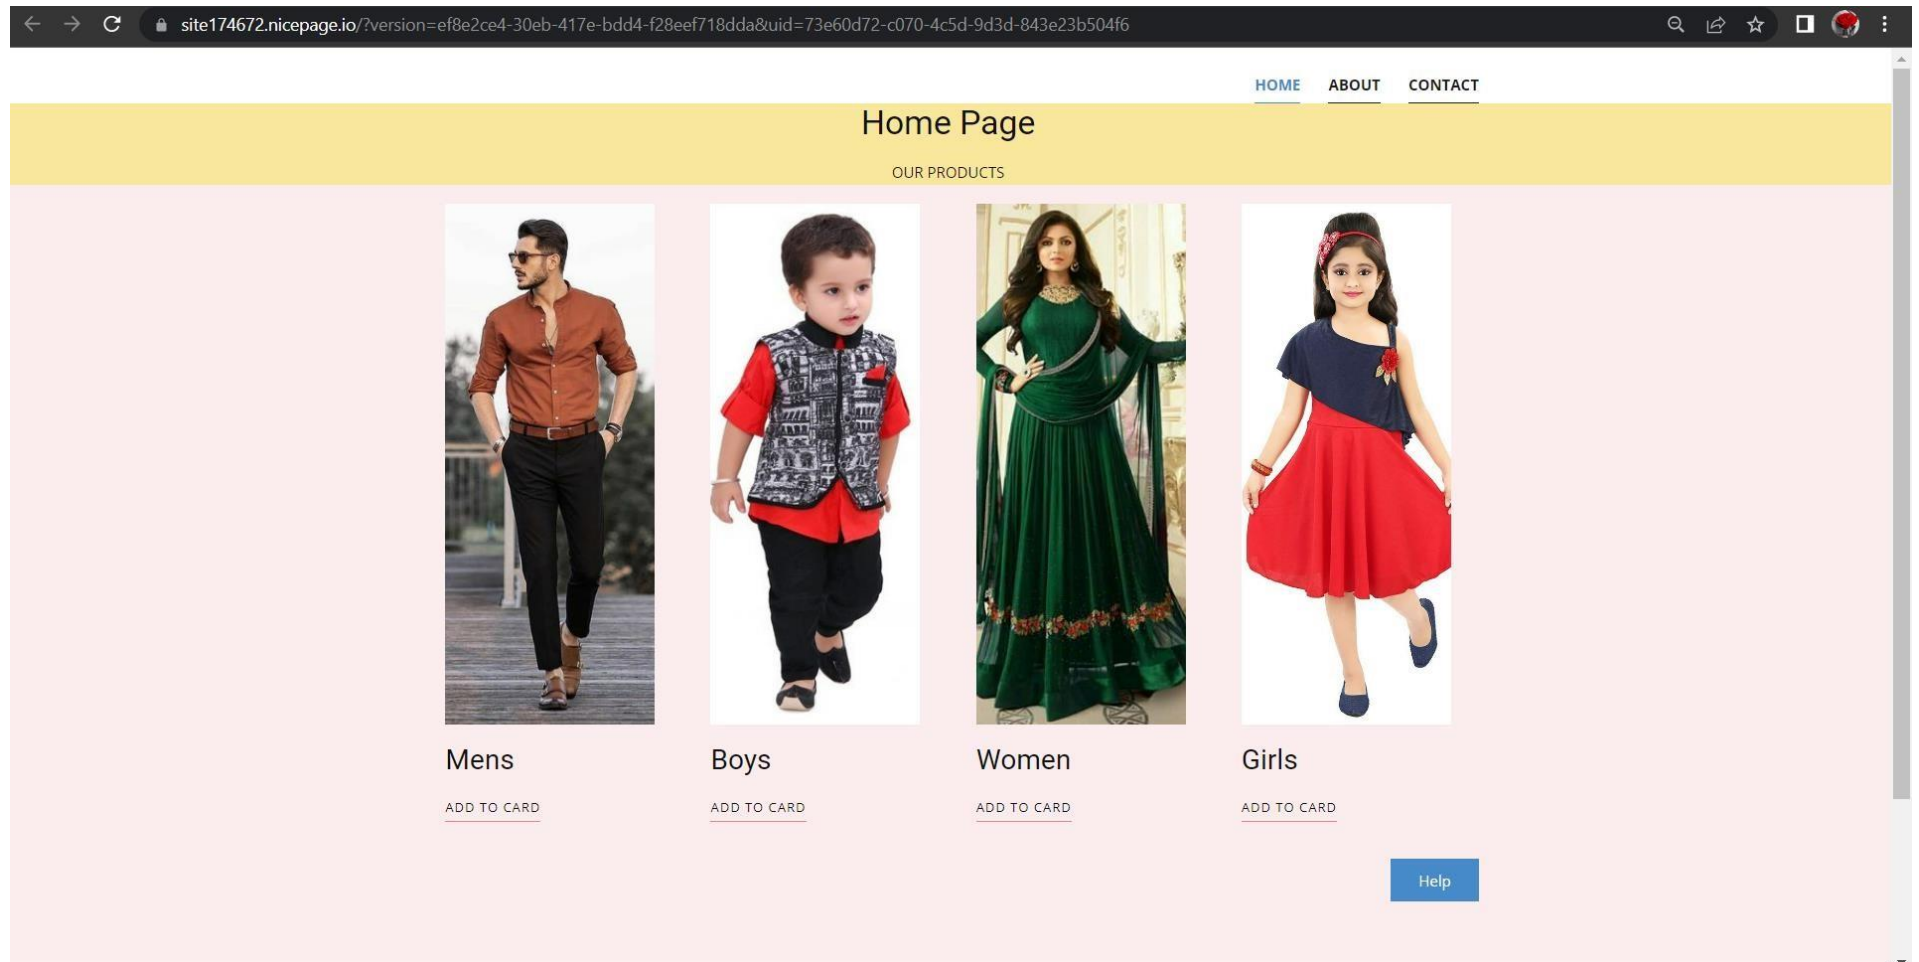 site174672.nicepage.io/?version=ef8e2ce4-30eb-417e-bdd4-f28eef718dda&uid=73e60d72-c070-4c5d-9d3d-843e23b504f6
HOME ABOUT CONTACT
Home Page
OUR PRODUCTS
Mens Boys Women Girls
ADD TO CARD ADD TO CARD ADD TO CARD ADD TO CARD
Help